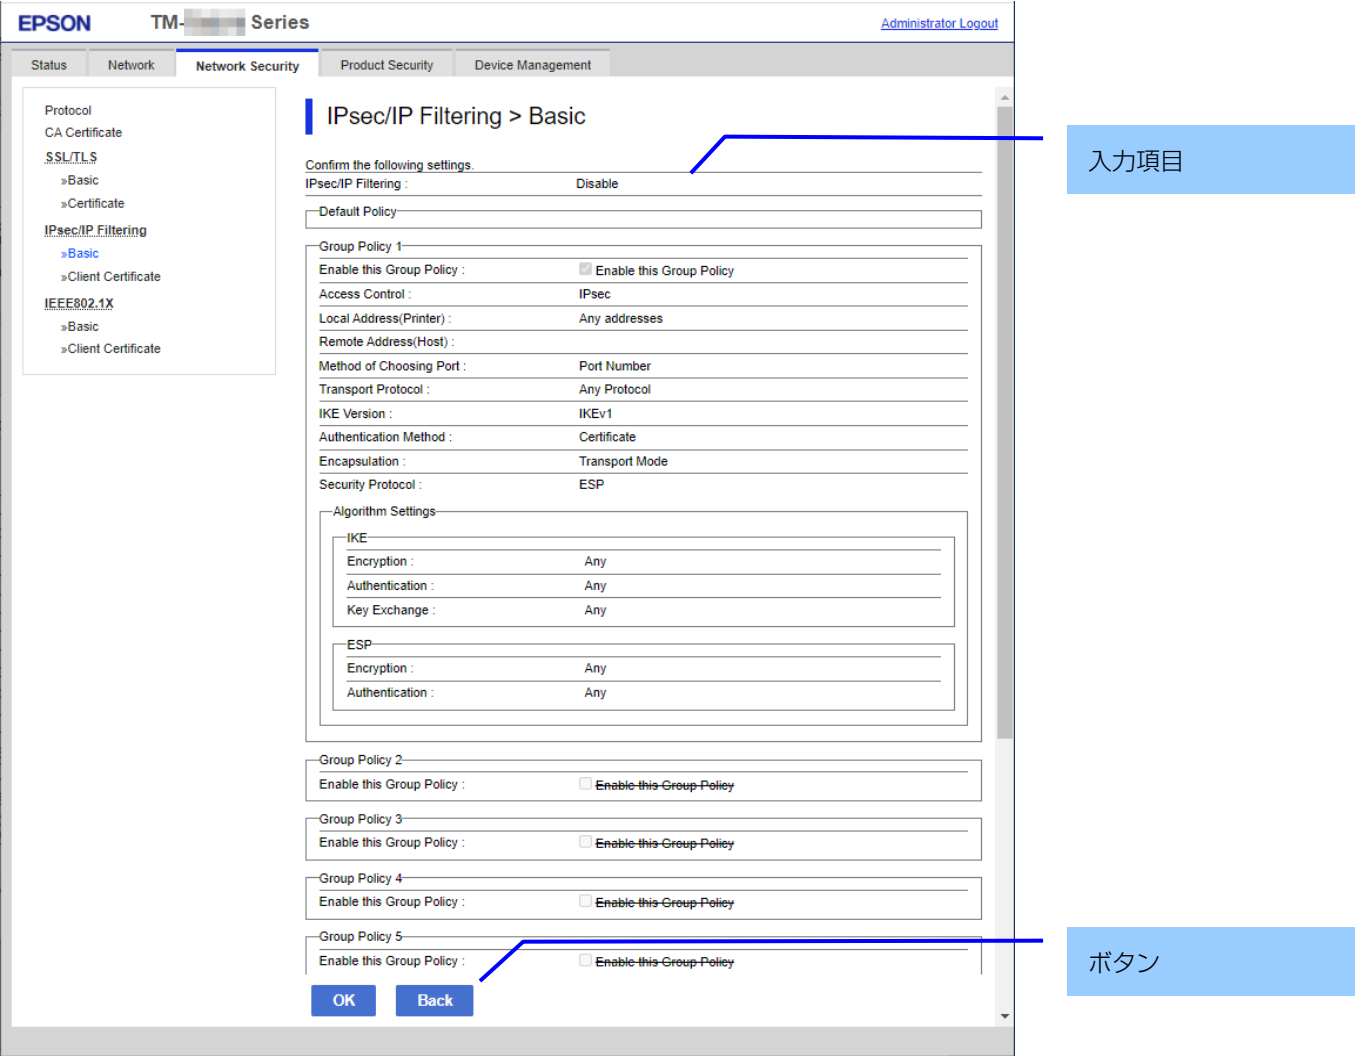 EPSON TM- Series Administrator Logout
Status Network Network Security Product Security Device Management
Protocol
CA Certificate
SSL/TLS
»Basic
»Certificate
IPsec/IP Filtering
»Basic
»Client Certificate
IEEE802.1X
»Basic
»Client Certificate
IPsec/IP Filtering > Basic
Confirm the following settings.
IPsec/IP Filtering : Disable
Default Policy
Group Policy 1
Enable this Group Policy : Enable this Group Policy
Access Control : IPsec
Local Address(Printer) : Any addresses
Remote Address(Host) :
Method of Choosing Port : Port Number
Transport Protocol : Any Protocol
IKE Version : IKEv1
Authentication Method : Certificate
Encapsulation : Transport Mode
Security Protocol : ESP
Algorithm Settings
IKE
Encryption : Any
Authentication : Any
Key Exchange : Any
ESP
Encryption : Any
Authentication : Any
Group Policy 2
Enable this Group Policy : Enable this Group Policy
Group Policy 3
Enable this Group Policy : Enable this Group Policy
Group Policy 4
Enable this Group Policy : Enable this Group Policy
Group Policy 5
Enable this Group Policy : Enable this Group Policy
OK Back
入力項目
ボタン